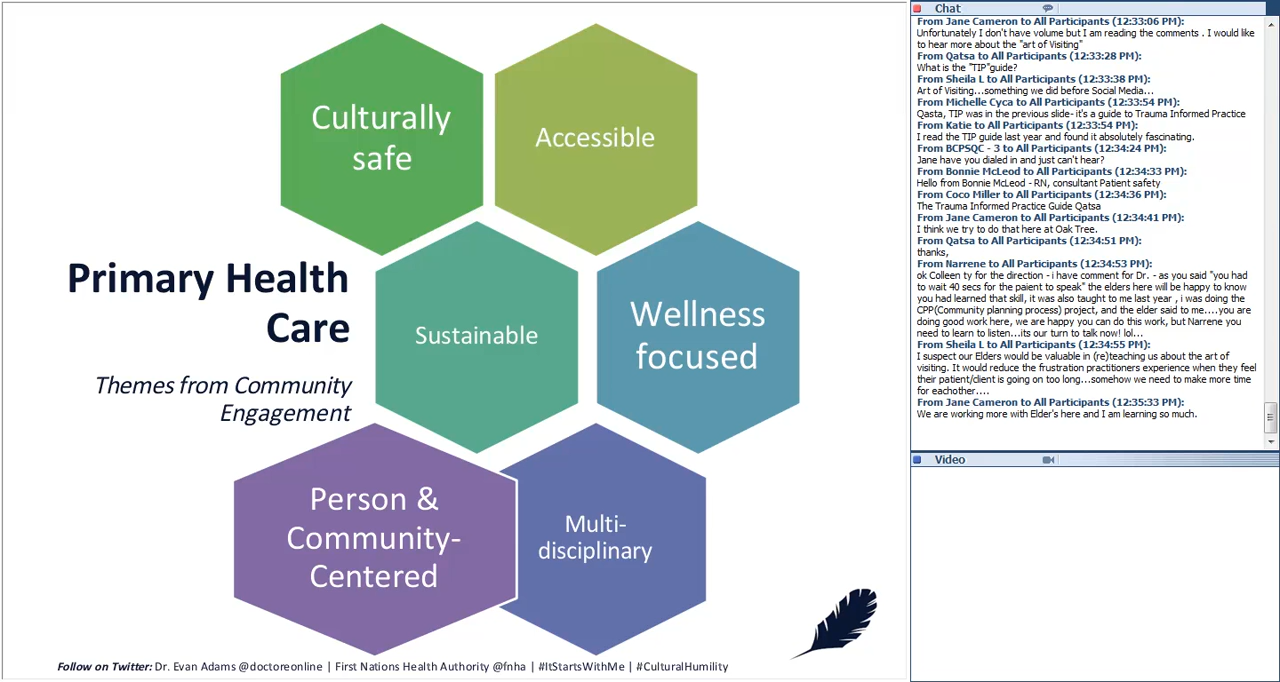 Culturally
safe
Accessible
Primary Health
Care
Themes from Community
Engagement
Sustainable
Wellness
focused
Person &
Community-
Centered
Multi-
disciplinary
Follow on Twitter: Dr. Evan Adams @doctoreonline | First Nations Health Authority @fnha | #ItStartsWithMe | #CulturalHumility
Chat
From Jane Cameron to All Participants (12:33:06 PM):
Unfortunately I don't have volume but I am reading the comments . I would like
to hear more about the "art of Visiting"
From Qatsa to All Participants (12:33:28 PM):
What is the "TIP"guide?
From Sheila L to All Participants (12:33:38 PM):
Art of Visiting...something we did before Social Media...
From Michelle Cyca to All Participants (12:33:54 PM):
Qasta, TIP was in the previous slide- it's a guide to Trauma Informed Practice
From Katie to All Participants (12:33:54 PM):
I read the TIP guide last year and found it absolutely fascinating.
From BCPSQC - 3 to All Participants (12:34:24 PM):
Jane have you dialed in and just can't hear?
From Bonnie McLeod to All Participants (12:34:33 PM):
Hello from Bonnie McLeod - RN, consultant Patient safety
From Coco Miller to All Participants (12:34:36 PM):
The Trauma Informed Practice Guide Qatsa
From Jane Cameron to All Participants (12:34:41 PM):
I think we try to do that here at Oak Tree.
From Qatsa to All Participants (12:34:51 PM):
thanks,
From Narrene to All Participants (12:34:53 PM):
ok Colleen ty for the direction - i have comment for Dr. - as you said "you had
to wait 40 secs for the paient to speak" the elders here will be happy to know
you had learned that skill, it was also taught to me last year , i was doing the
CPP(Community planning process) project, and the elder said to me....you are
doing good work here, we are happy you can do this work, but Narrene you
need to learn to listen...its our turn to talk now! lol...
From Sheila L to All Participants (12:34:55 PM):
I suspect our Elders would be valuable in (re)teaching us about the art of
visiting. It would reduce the frustration practitioners experience when they feel
their patient/client is going on too long...somehow we need to make more time
for eachother....
From Jane Cameron to All Participants (12:35:33 PM):
We are working more with Elder's here and I am learning so much.
Video